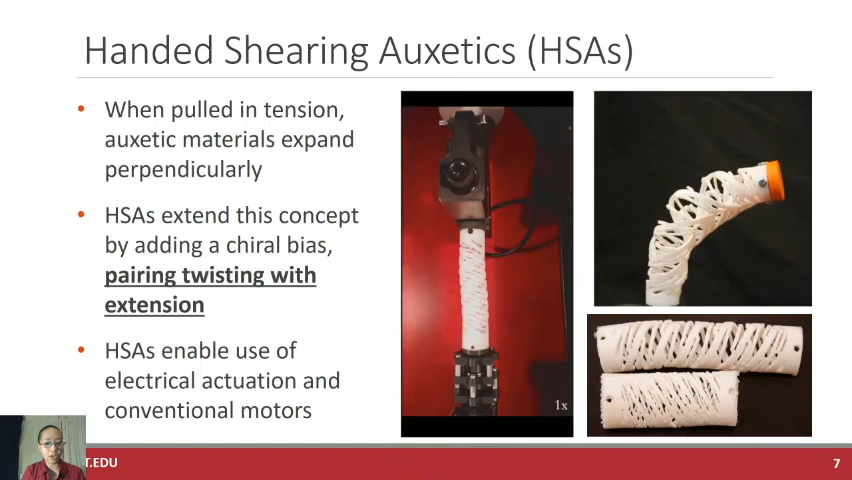 Handed Shearing Auxetics (HSAs)
• When pulled in tension,
auxetic materials expand
perpendicularly
• HSAs extend this concept
by adding a chiral bias,
pairing twisting with
extension
• HSAs enable use of
electrical actuation and
conventional motors
1x
T.EDU
7